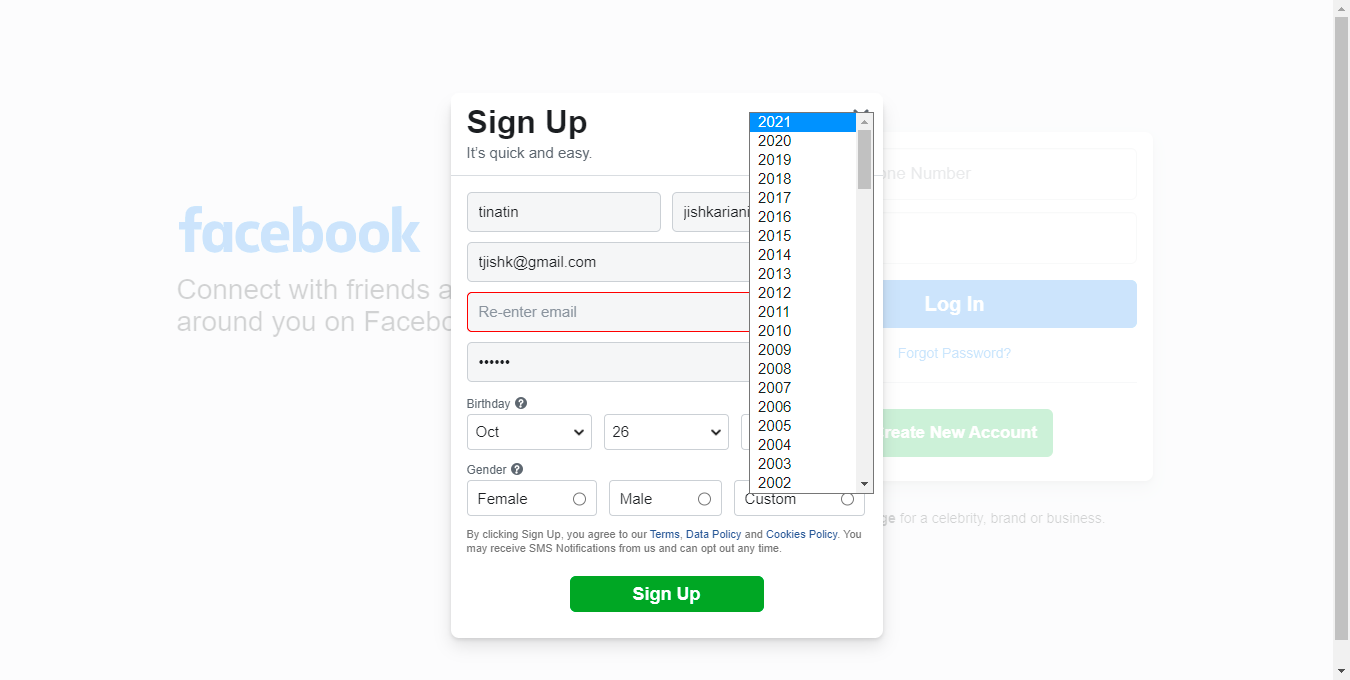 Sign Up
It's quick and easy.
tinatin
jishkariani
tjishk@gmail.com
Re-enter email
••••••
Birthday
Oct
26
2021
2020
2019
2018
2017
2016
2015
2014
2013
2012
2011
2010
2009
2008
2007
2006
2005
2004
2003
2002
Gender
Female
Male
Custom
By clicking Sign Up, you agree to our Terms, Data Policy and Cookies Policy. You
may receive SMS Notifications from us and can opt out any time.
Sign Up
facebook
Connect with friends
around you on
Number
Log In
Forgot Password?
New Account
for a celebrity, brand or business.